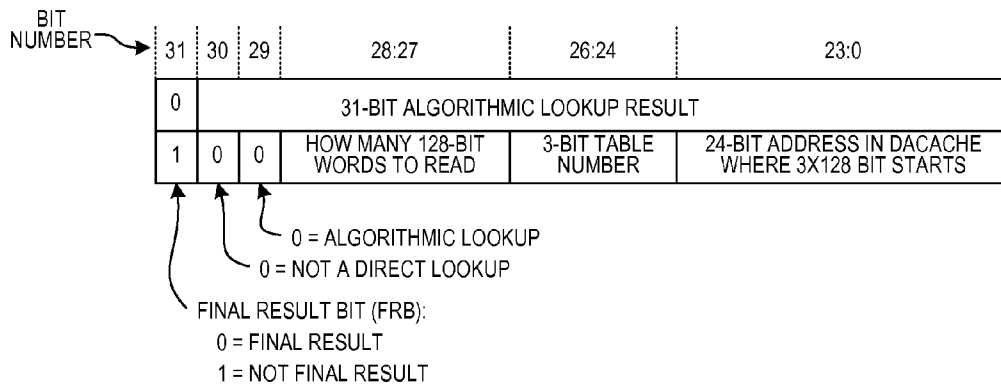 BIT
NUMBER
31 30 29 28:27 26:24 23:0
0 31-BIT ALGORITHMIC LOOKUP RESULT
1 0 0 HOW MANY 128-BIT WORDS TO READ 3-BIT TABLE NUMBER 24-BIT ADDRESS IN DACACHE WHERE 3X128 BIT STARTS
0 = ALGORITHMIC LOOKUP
0 = NOT A DIRECT LOOKUP
FINAL RESULT BIT (FRB):
0 = FINAL RESULT
1 = NOT FINAL RESULT